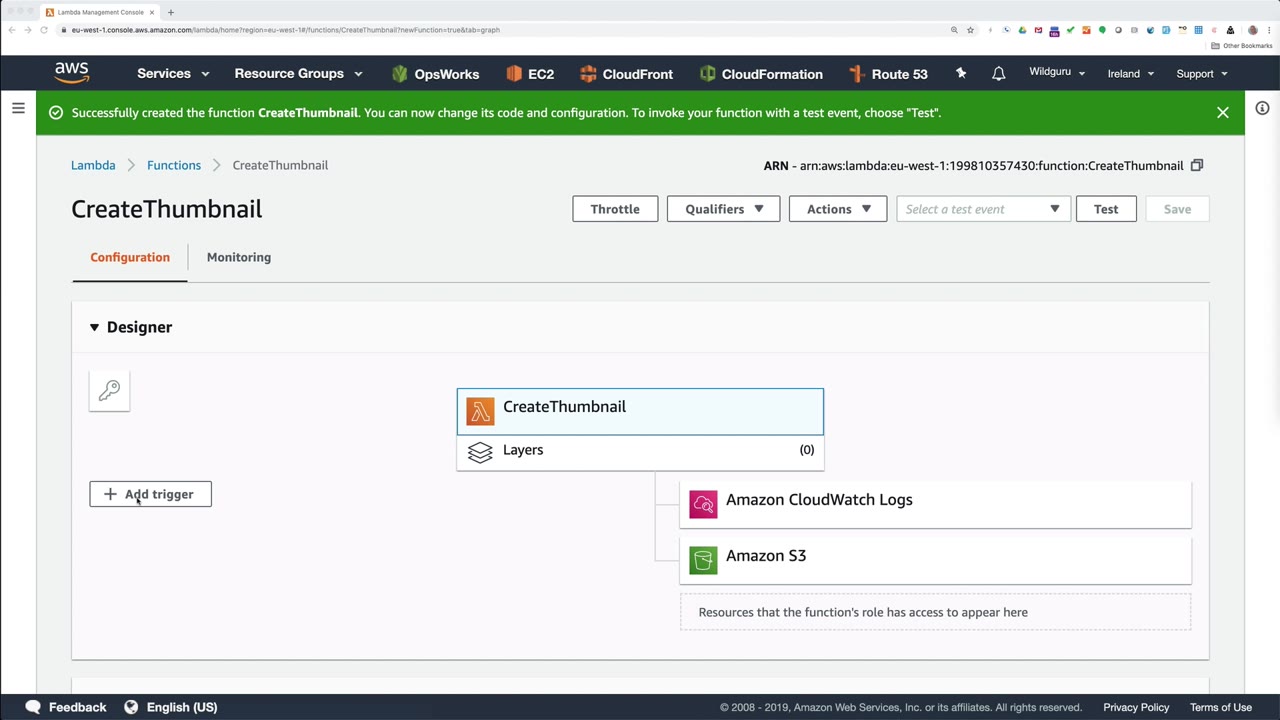 Lambda Management Console
eu-west-1.console.aws.amazon.com/lambda/home?region=eu-west-1#/functions/CreateThumbnail?newFunction=true&tab=graph
Other Bookmarks
aws Services Resource Groups OpsWorks EC2 CloudFront CloudFormation Route 53 Wildguru Ireland Support
Successfully created the function CreateThumbnail. You can now change its code and configuration. To invoke your function with a test event, choose "Test".
Lambda Functions CreateThumbnail ARN - arn:aws:lambda:eu-west-1:199810357430:function:CreateThumbnail
CreateThumbnail Throttle Qualifiers Actions Select a test event Test Save
Configuration Monitoring
Designer
CreateThumbnail
Layers (0)
Add trigger
Amazon CloudWatch Logs
Amazon S3
Resources that the function's role has access to appear here
Feedback English (US) © 2008 - 2019, Amazon Web Services, Inc. or its affiliates. All rights reserved. Privacy Policy Terms of Use